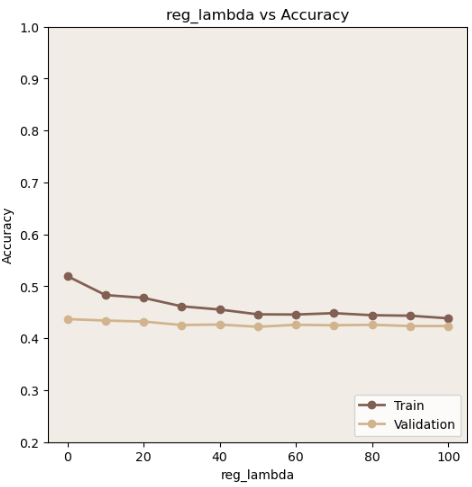 reg_lambda vs Accuracy
1.0
0.9
0.8
0.7
0.6
0.5
0.4
0.3
0.2
Accuracy
0 20 40 60 80 100
reg_lambda
Train
Validation